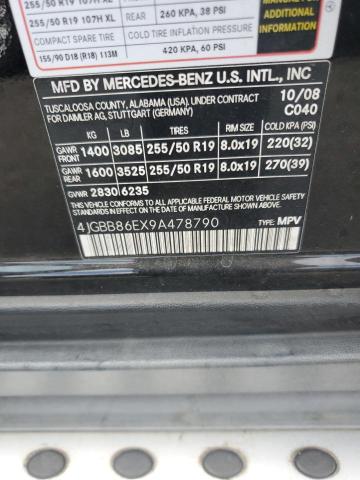 255/50 R19 107H XL
255/50 R19 107H XL REAR 260 KPA, 38 PSI
COMPACT SPARE TIRE COLD TIRE INFLATION PRESSURE
155/90 D18 (R18) 113M 420 KPA, 60 PSI
ADDITIONAL
INFORMATION
MFD BY MERCEDES-BENZ U.S. INTL., INC
TUSCALOOSA COUNTY, ALABAMA (USA), UNDER CONTRACT 10/08
FOR DAIMLER AG, STUTTGART (GERMANY) C040
KG LB TIRES RIM SIZE COLD KPA (PSI)
GAWR FRONT 1400 3085 255/50 R19 8.0x19 220(32)
GAWR REAR 1600 3525 255/50 R19 8.0x19 270(39)
GVWR 2830 6235
THIS VEHICLE CONFORMS TO ALL APPLICABLE U.S. FEDERAL MOTOR VEHICLE SAFETY
STANDARDS IN EFFECT ON THE DATE OF MANUFACTURE SHOWN ABOVE.
4JGBB86EX9A478790 TYPE: MPV